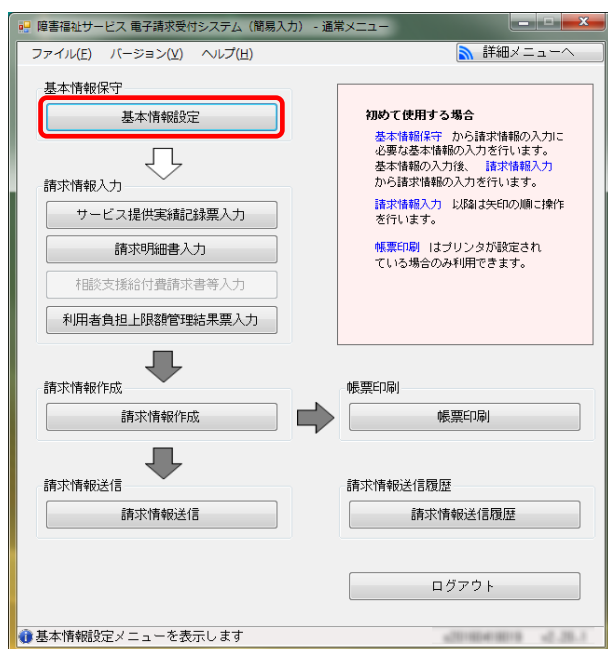 障害福祉サービス 電子請求受付システム（簡易入力） - 通常メニュー
ファイル(F) バージョン(V) ヘルプ(H) 詳細メニューへ
基本情報保守
基本情報設定
初めて使用する場合
基本情報保守 から請求情報の入力に
必要な基本情報の入力を行います。
基本情報の入力後、 請求情報入力
から請求情報の入力を行います。
請求情報入力 以降は矢印の順に操作
を行います。
帳票印刷 はプリンタが設定され
ている場合のみ利用できます。
請求情報入力
サービス提供実績記録票入力
請求明細書入力
相談支援給付費請求書等入力
利用者負担上限額管理結果票入力
請求情報作成
請求情報作成
帳票印刷
帳票印刷
請求情報送信
請求情報送信
請求情報送信履歴
請求情報送信履歴
ログアウト
基本情報設定メニューを表示します